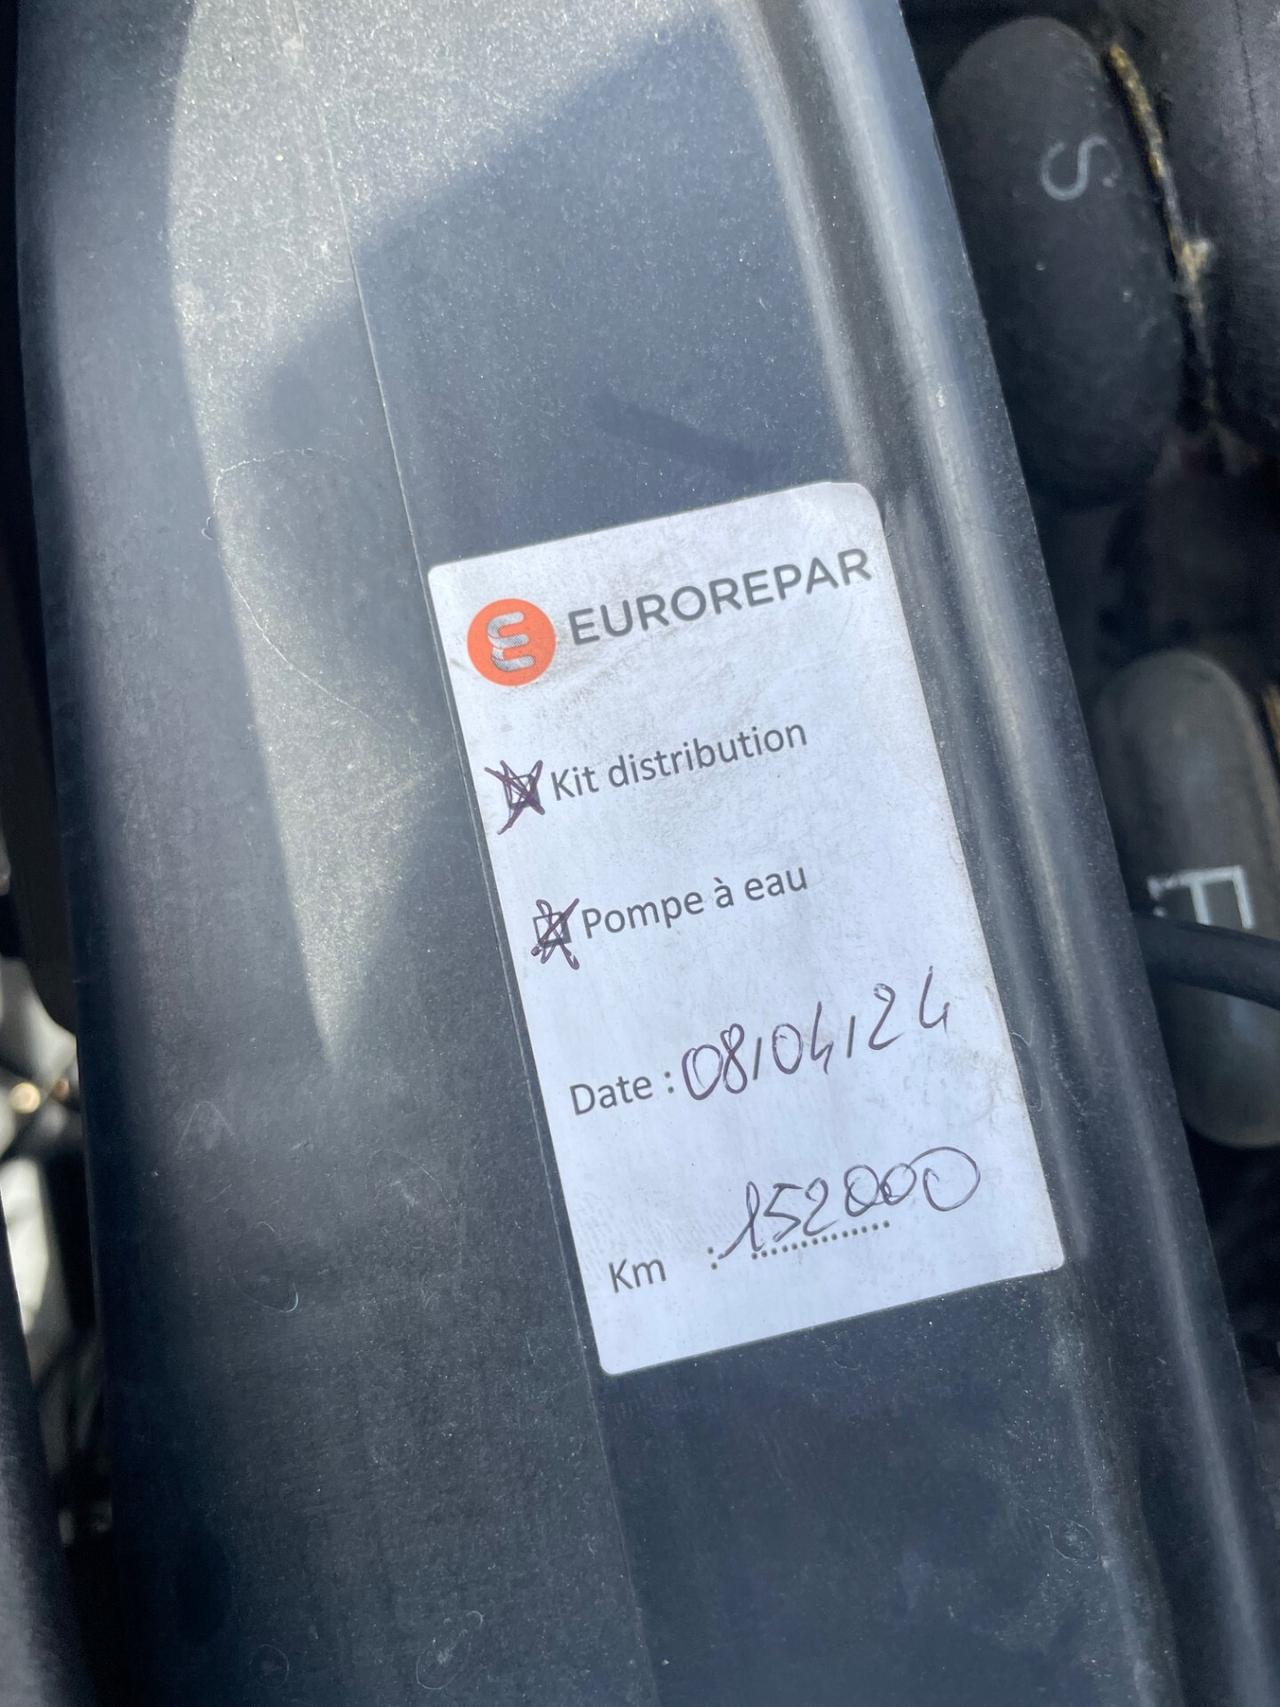 EUROREPAR
Kit distribution
Pompe à eau
Date : 08/04/24
Km : 152000
S
F